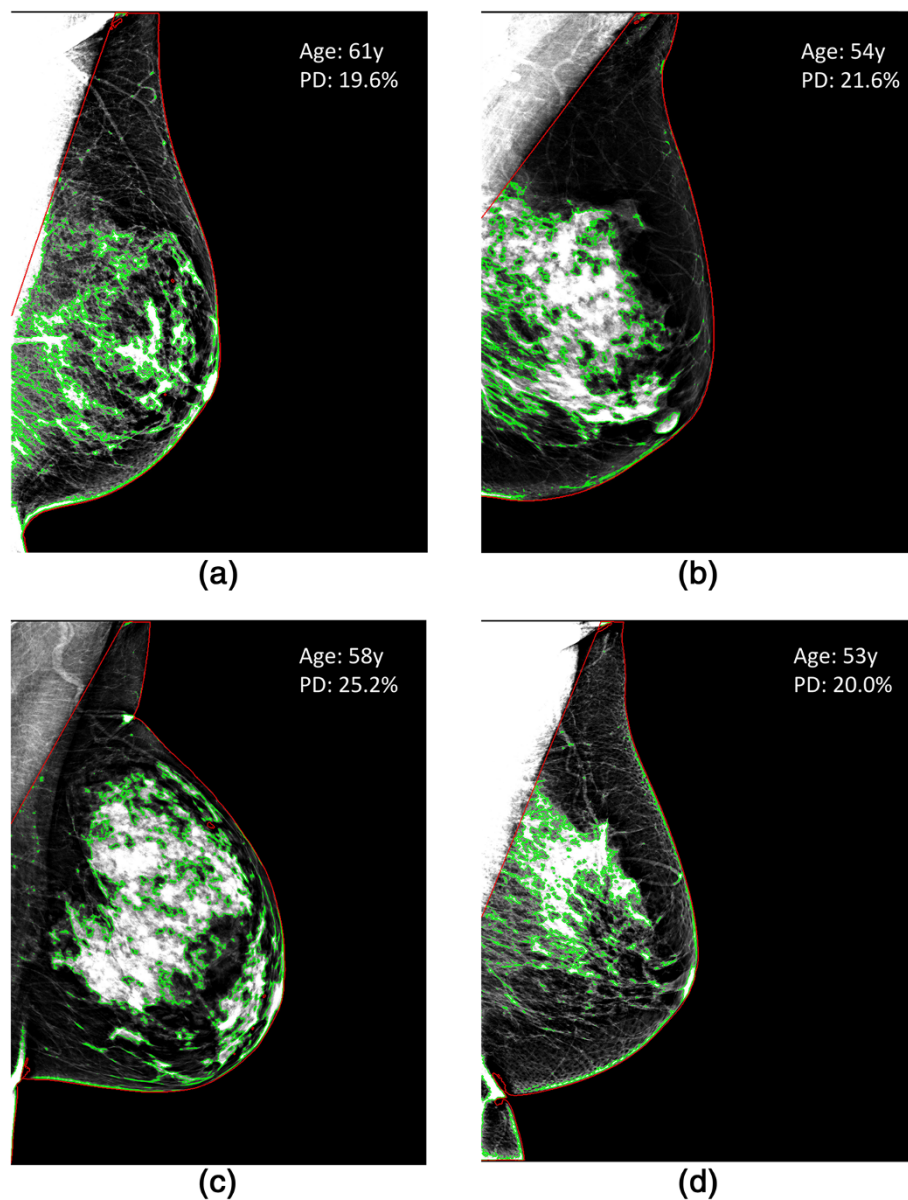 Age: 61y
PD: 19.6%
Age: 54y
PD: 21.6%
(a)
(b)
Age: 58y
PD: 25.2%
Age: 53y
PD: 20.0%
(c)
(d)